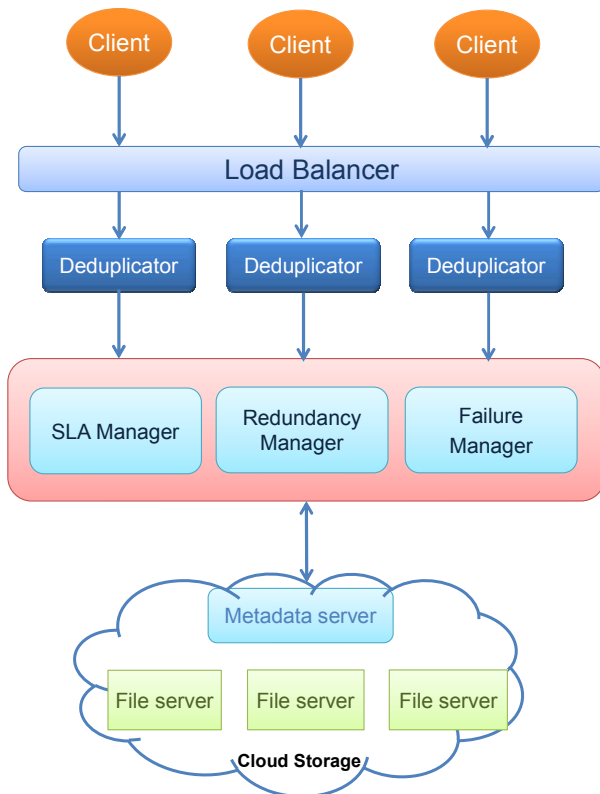 Client
Client
Client
Load Balancer
Deduplicator
Deduplicator
Deduplicator
SLA Manager
Redundancy
Manager
Failure
Manager
Metadata server
File server
File server
File server
Cloud Storage